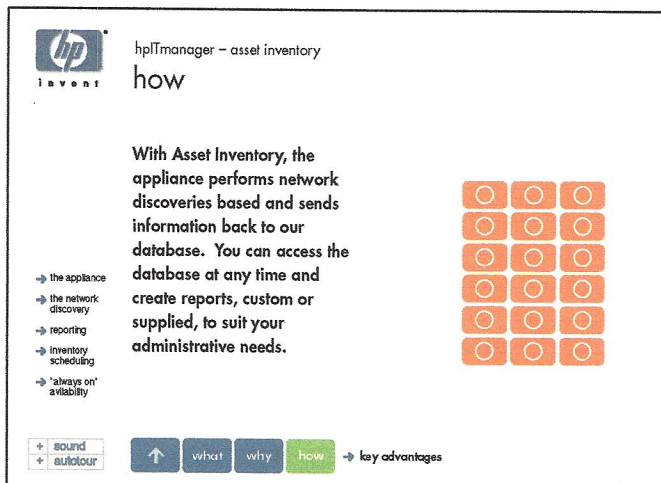 hp
invent
hpITmanager – asset inventory
how
With Asset Inventory, the
appliance performs network
discoveries based and sends
information back to our
database. You can access the
database at any time and
create reports, custom or
supplied, to suit your
administrative needs.
the appliance
the network
discovery
reporting
inventory
scheduling
"always on"
avilability
+ sound
+ autotour
what
why
how
key advantages